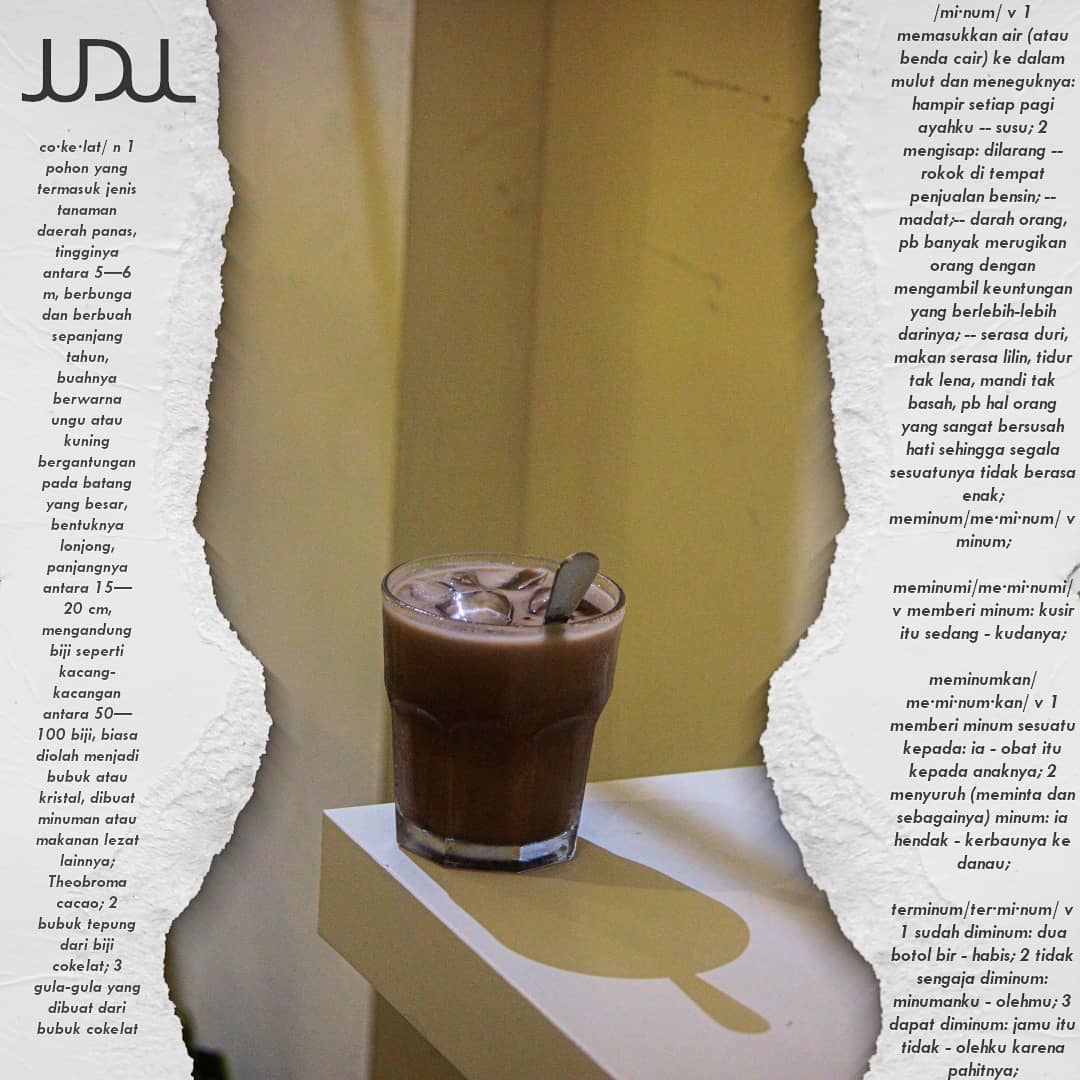 JUDUL
co·ke·lat/ n 1
pohon yang
termasuk jenis
tanaman
daerah panas,
tingginya
antara 5—6
m, berbunga
dan berbuah
sepanjang
tahun,
buahnya
berwarna
ungu atau
kuning
bergantungan
pada batang
yang besar,
bentuknya
lonjong,
panjangnya
antara 15—
20 cm,
mengandung
biji seperti
kacang-
kacangan
antara 50—
100 biji, biasa
diolah menjadi
bubuk atau
kristal, dibuat
minuman atau
makanan lezat
lainnya;
Theobroma
cacao; 2
bubuk tepung
dari biji
cokelat; 3
gula-gula yang
dibuat dari
bubuk cokelat
/mi·num/ v 1
memasukkan air (atau
benda cair) ke dalam
mulut dan meneguknya:
hampir setiap pagi
ayahku -- susu; 2
mengisap: dilarang --
rokok di tempat
penjualan bensin; --
madat;-- darah orang,
pb banyak merugikan
orang dengan
mengambil keuntungan
yang berlebih-lebih
darinya; -- serasa duri,
makan serasa lilin, tidur
tak lena, mandi tak
basah, pb hal orang
yang sangat bersusah
hati sehingga segala
sesuatunya tidak berasa
enak;
meminum/me·mi·num/ v
minum;
meminumi/me·mi·numi/
v memberi minum: kusir
itu sedang - kudanya;
meminumkan/
me·mi·num·kan/ v 1
memberi minum sesuatu
kepada: ia - obat itu
kepada anaknya; 2
menyuruh (meminta dan
sebagainya) minum: ia
hendak - kerbaunya ke
danau;
terminum/ter·mi·num/ v
1 sudah diminum: dua
botol bir - habis; 2 tidak
sengaja diminum:
minumanku - olehmu; 3
dapat diminum: jamu itu
tidak - olehku karena
pahitnya;